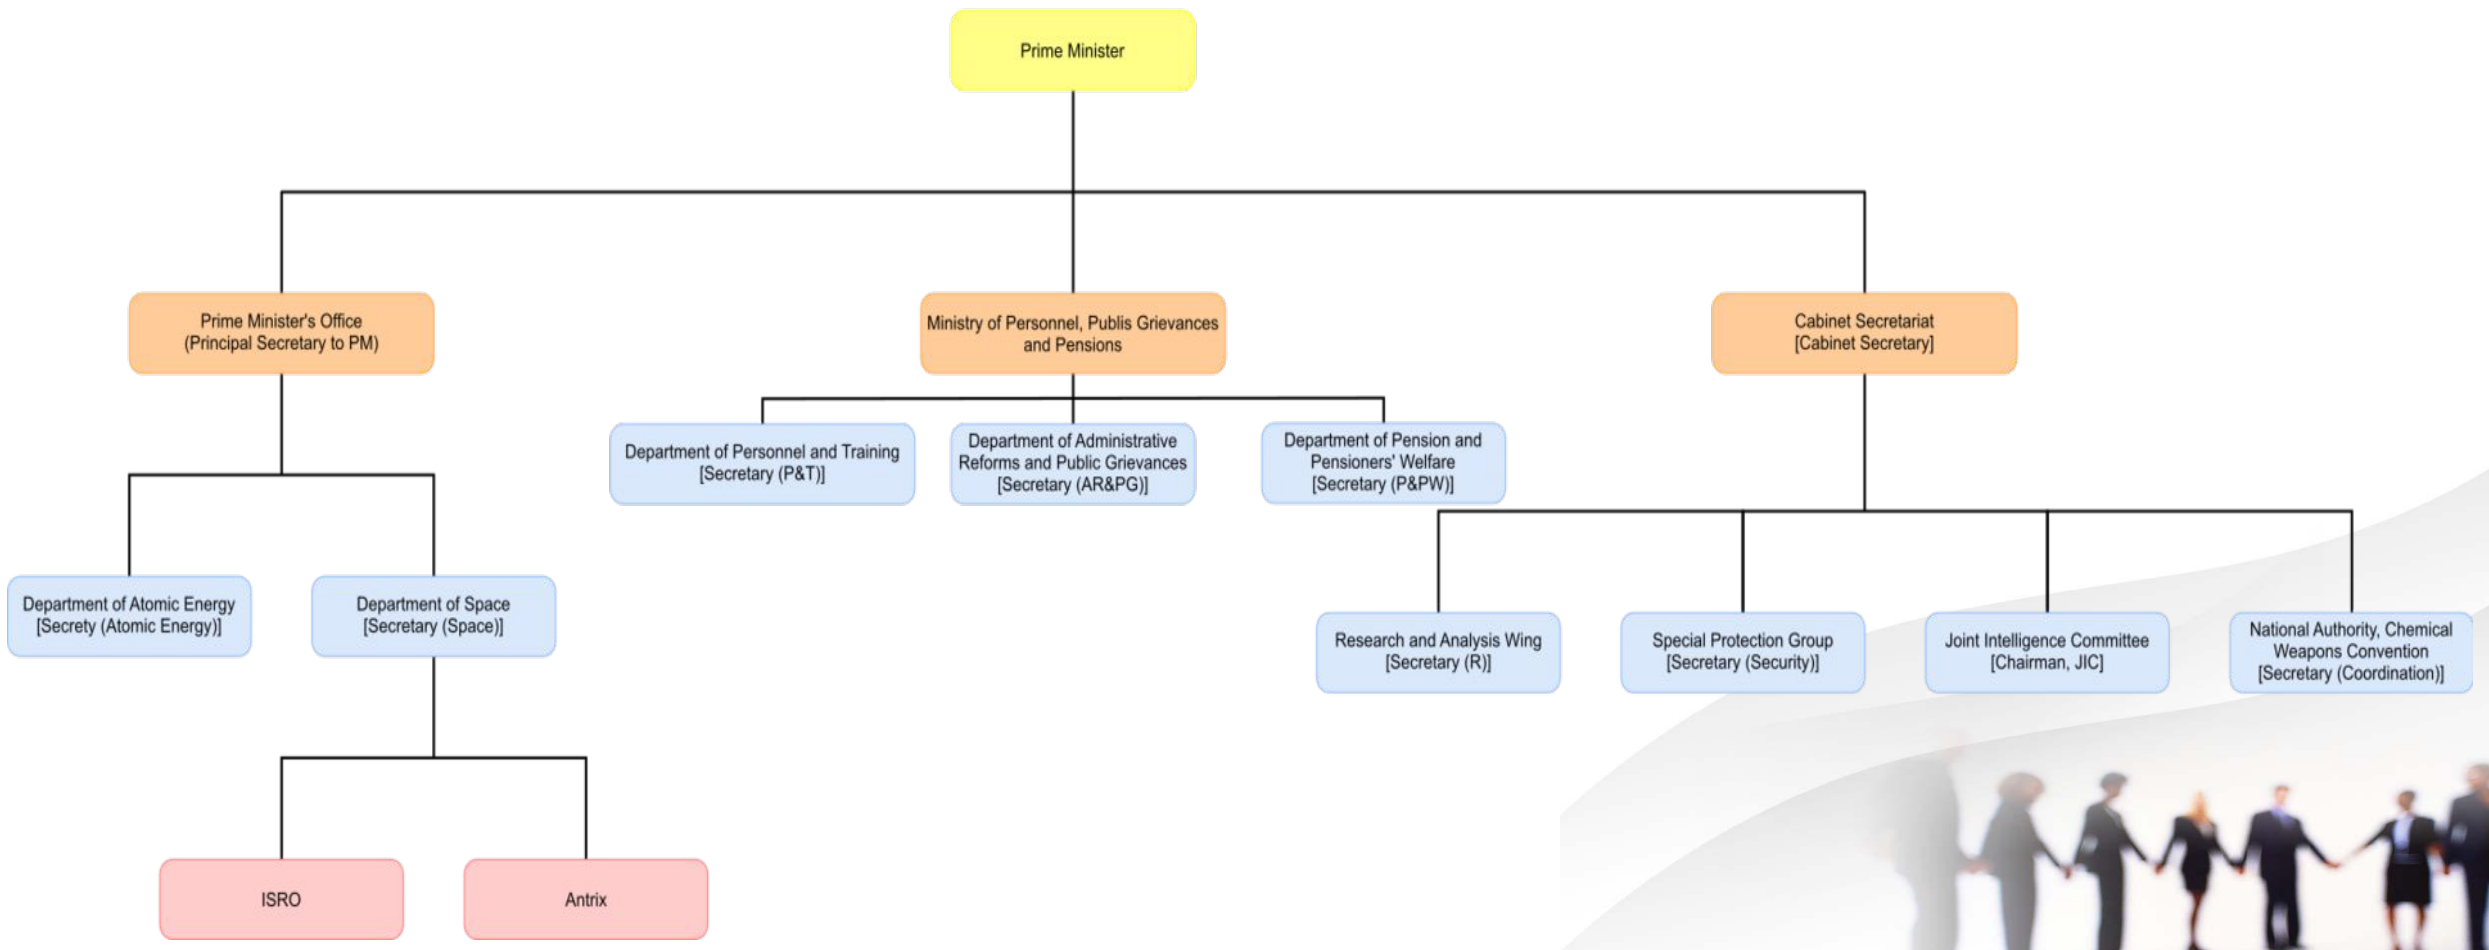 Prime Minister
Prime Minister's Office
(Principal Secretary to PM)
Ministry of Personnel, Publis Grievances
and Pensions
Cabinet Secretariat
[Cabinet Secretary]
Department of Personnel and Training
[Secretary (P&T)]
Department of Administrative
Reforms and Public Grievances
[Secretary (AR&PG)]
Department of Pension and
Pensioners' Welfare
[Secretary (P&PW)]
Department of Atomic Energy
[Secrety (Atomic Energy)]
Department of Space
[Secretary (Space)]
Research and Analysis Wing
[Secretary (R)]
Special Protection Group
[Secretary (Security)]
Joint Intelligence Committee
[Chairman, JIC]
National Authority, Chemical
Weapons Convention
[Secretary (Coordination)]
ISRO
Antrix